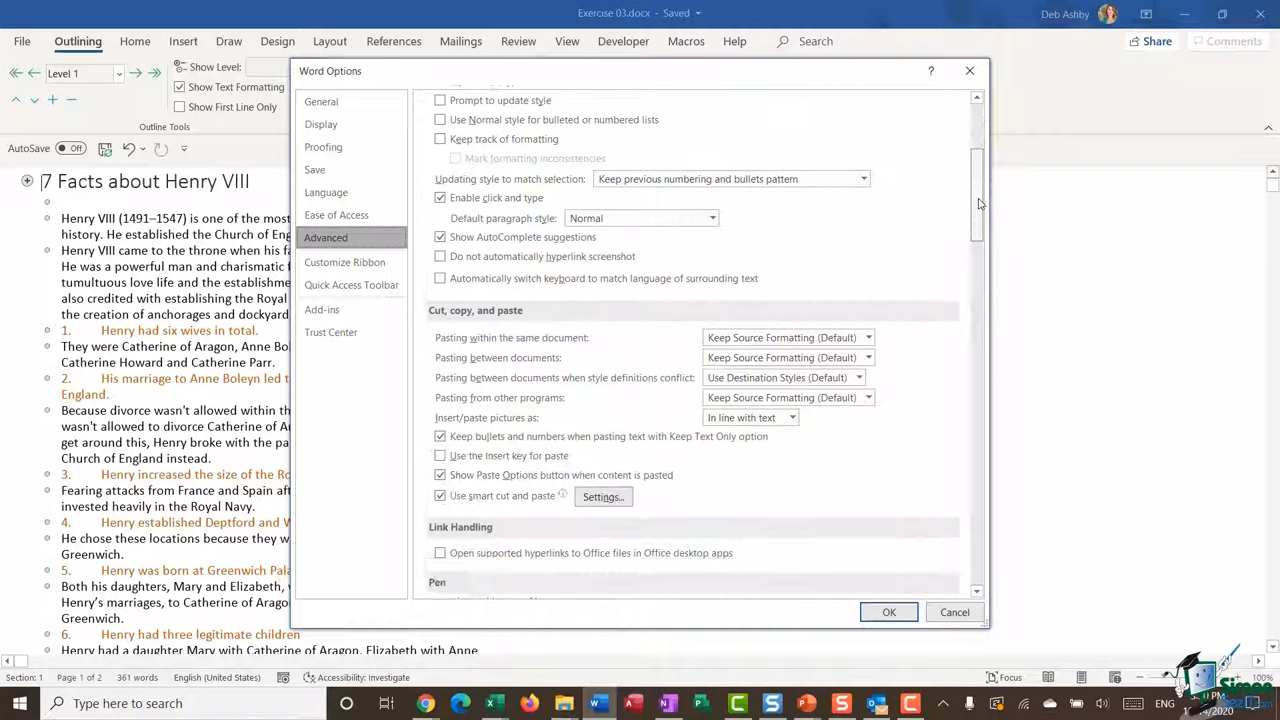 Exercise 03.docx - Saved
Deb Ashby
File Outlining Home Insert Draw Design Layout References Mailings Review View Developer Macros Help Search Share Comments
Level 1
Show Level:
Show Text Formatting
Show First Line Only
Outline Tools
AutoSave Off
7 Facts about Henry VIII
Henry VIII (1491–1547) is one of the most
history. He established the Church of Eng
Henry VIII came to the throne when his fa
He was a powerful man and charismatic
tumultuous love life and the establishme
also credited with establishing the Royal
the creation of anchorages and dockyard
1. Henry had six wives in total.
They were Catherine of Aragon, Anne Bo
Catherine Howard and Catherine Parr.
2. His marriage to Anne Boleyn led t
England.
Because divorce wasn't allowed within th
wasn't allowed to divorce Catherine of A
get around this, Henry broke with the pa
Church of England instead.
3. Henry increased the size of the Ro
Fearing attacks from France and Spain aft
invested heavily in the Royal Navy.
4. Henry established Deptford and W
He chose these locations because they w
Greenwich.
5. Henry was born at Greenwich Pala
Both his daughters, Mary and Elizabeth, w
Henry's marriages, to Catherine of Arago
Greenwich.
6. Henry had three legitimate children
Henry had a daughter Mary with Catherine of Aragon, Elizabeth with Anne
Word Options
General
Display
Proofing
Save
Language
Ease of Access
Advanced
Customize Ribbon
Quick Access Toolbar
Add-ins
Trust Center
Prompt to update style
Use Normal style for bulleted or numbered lists
Keep track of formatting
Mark formatting inconsistencies
Updating style to match selection: Keep previous numbering and bullets pattern
Enable click and type
Default paragraph style: Normal
Show AutoComplete suggestions
Do not automatically hyperlink screenshot
Automatically switch keyboard to match language of surrounding text
Cut, copy, and paste
Pasting within the same document: Keep Source Formatting (Default)
Pasting between documents: Keep Source Formatting (Default)
Pasting between documents when style definitions conflict: Use Destination Styles (Default)
Pasting from other programs: Keep Source Formatting (Default)
Insert/paste pictures as: In line with text
Keep bullets and numbers when pasting text with Keep Text Only option
Use the Insert key for paste
Show Paste Options button when content is pasted
Use smart cut and paste Settings...
Link Handling
Open supported hyperlinks to Office files in Office desktop apps
Pen
OK Cancel
Section: 1 Page 1 of 2 361 words English (United States) Accessibility: Investigate Focus 100%
Type here to search
ENG
Simon